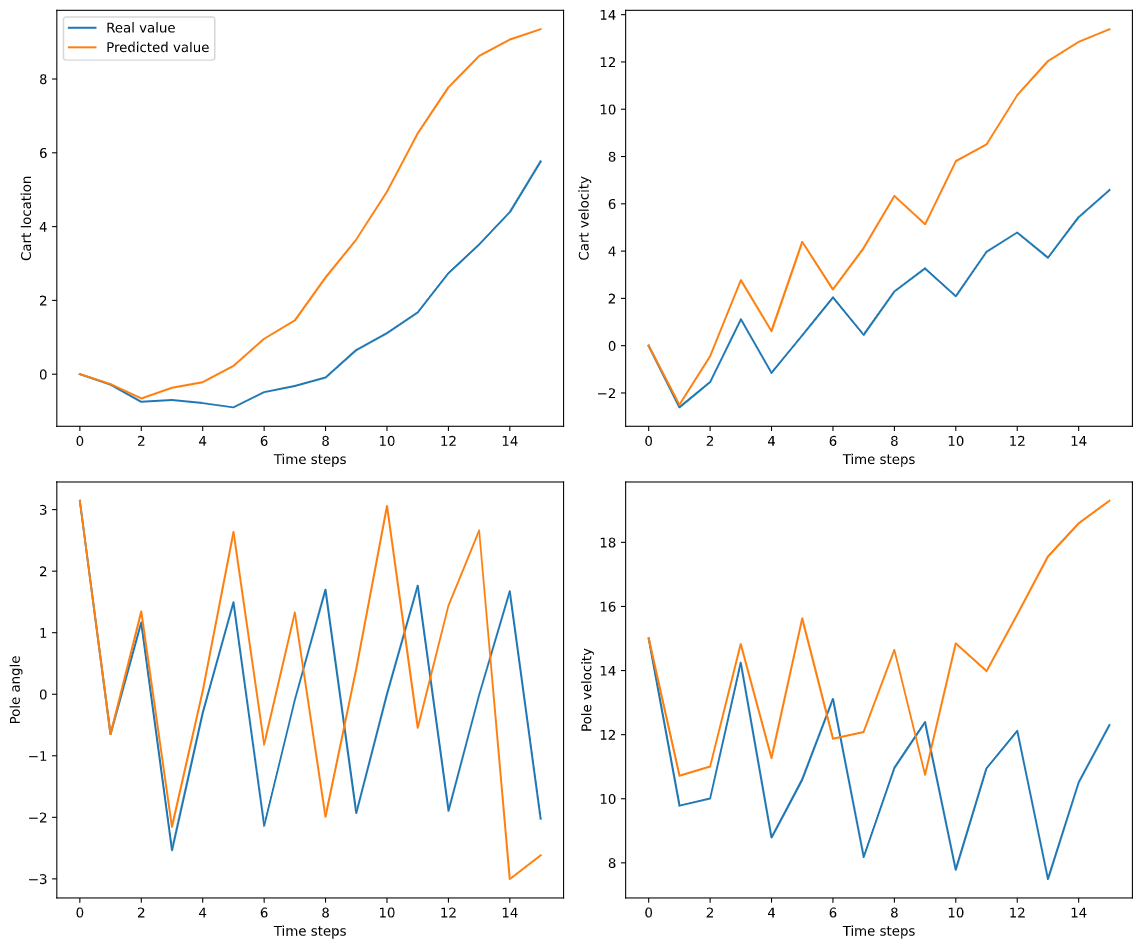 Real value
Predicted value
8
6
4
2
0
Cart location
0 2 4 6 8 10 12 14
Time steps
14
12
10
8
6
4
2
0
−2
Cart velocity
0 2 4 6 8 10 12 14
Time steps
3
2
1
0
−1
−2
−3
Pole angle
0 2 4 6 8 10 12 14
Time steps
18
16
14
12
10
8
Pole velocity
0 2 4 6 8 10 12 14
Time steps